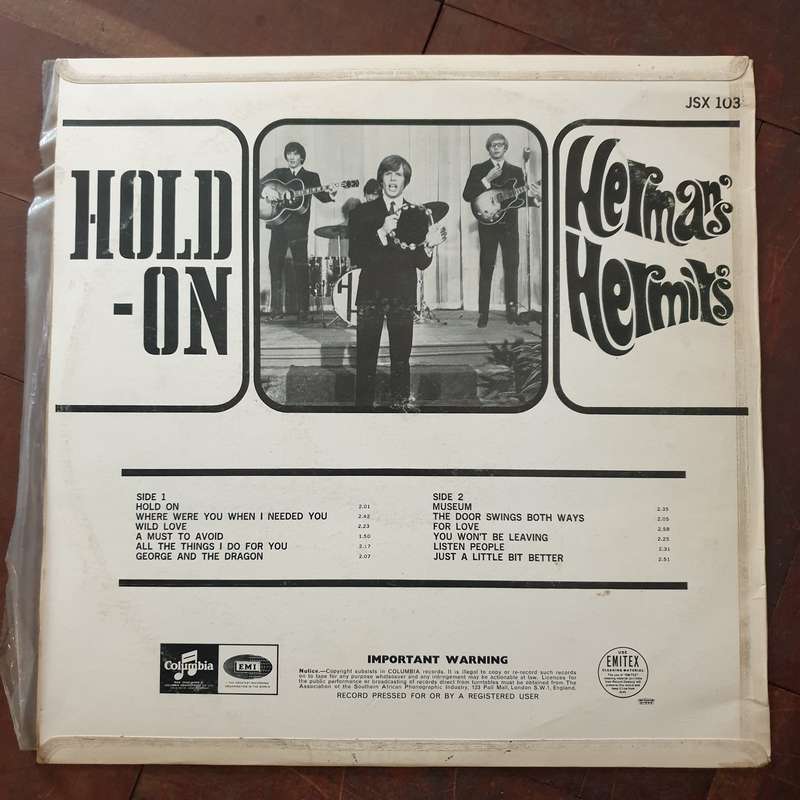 JSX 103
HOLD
-ON
Herman's
Hermits
H
SIDE 1
HOLD ON 2.01
WHERE WERE YOU WHEN I NEEDED YOU 2.42
WILD LOVE 2.23
A MUST TO AVOID 1.50
ALL THE THINGS I DO FOR YOU 2.17
GEORGE AND THE DRAGON 2.07
SIDE 2
MUSEUM 2.35
THE DOOR SWINGS BOTH WAYS 2.05
FOR LOVE 2.58
YOU WON'T BE LEAVING 2.25
LISTEN PEOPLE 2.31
JUST A LITTLE BIT BETTER 2.51
Columbia
EMI
THE GREATEST RECORDING
ORGANISATION IN THE WORLD
IMPORTANT WARNING
Notice.—Copyright subsists in COLUMBIA records. It is illegal to copy or re-record such records
on to tape for any purpose whatsoever and any infringement may be actionable at law. Licences for
the public performance or broadcasting of records direct from turntables must be obtained from The
Association of the Southern African Phonographic Industry, 123 Pall Mall, London S.W.1, England.
RECORD PRESSED FOR OR BY A REGISTERED USER
USE
EMITEX
CLEANING MATERIAL